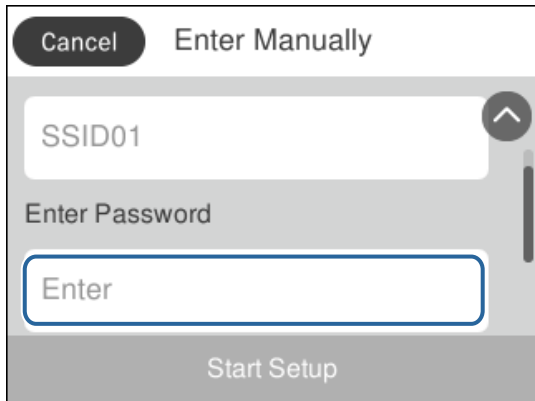 Cancel Enter Manually
SSID01
Enter Password
Enter
Start Setup